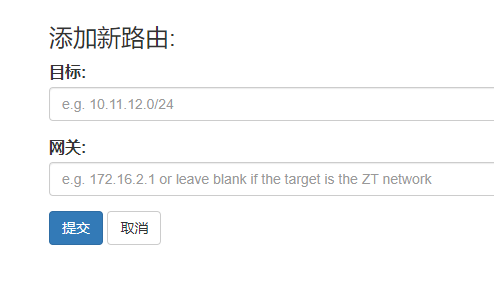 添加新路由:
目标:
e.g. 10.11.12.0/24
网关:
e.g. 172.16.2.1 or leave blank if the target is the ZT network
提交 取消